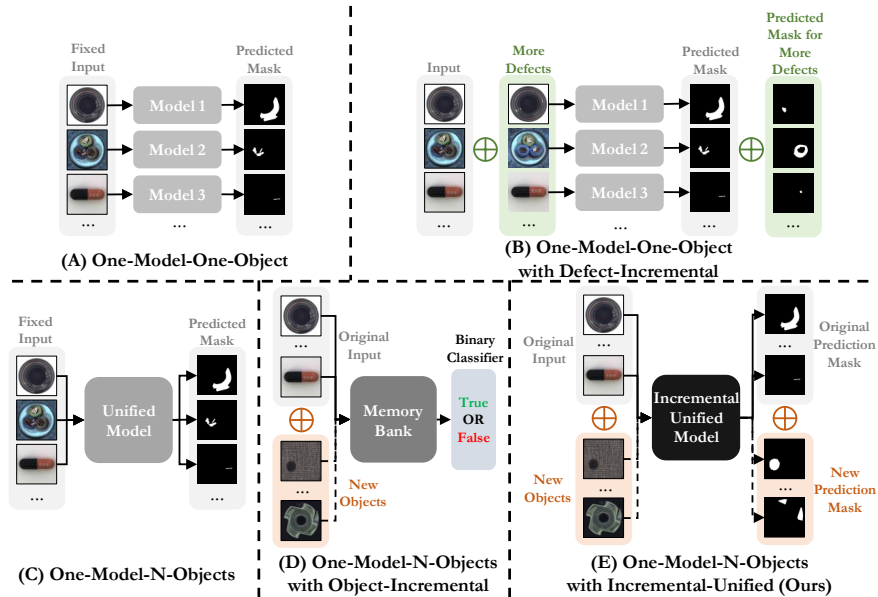 Fixed
Input
Predicted
Mask
Model 1
Model 2
Model 3
...
...
...
(A) One-Model-One-Object
Input
More
Defects
Predicted
Mask
Predicted
Mask for
More
Defects
Model 1
Model 2
Model 3
...
...
...
...
...
(B) One-Model-One-Object
with Defect-Incremental
Fixed
Input
Predicted
Mask
Unified
Model
...
...
(C) One-Model-N-Objects
Original
Input
...
Binary
Classifier
Memory
Bank
True
OR
False
New
Objects
...
(D) One-Model-N-Objects
with Object-Incremental
Original
Input
...
Incremental
Unified
Model
Original
Prediction
Mask
...
New
Objects
...
New
Prediction
Mask
...
(E) One-Model-N-Objects
with Incremental-Unified (Ours)